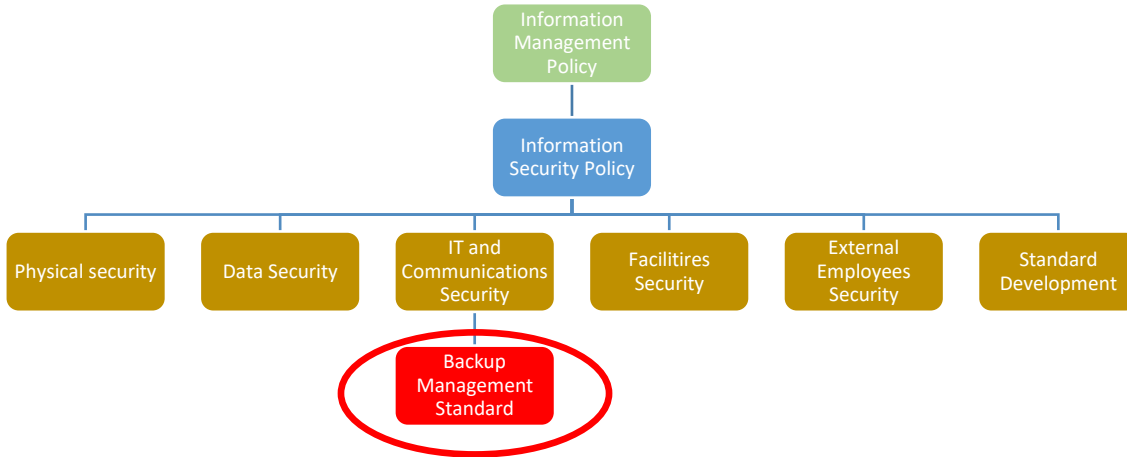 Information
Management
Policy
Information
Security Policy
Physical security
Data Security
IT and
Communications
Security
Facilitires
Security
External
Employees
Security
Standard
Development
Backup
Management
Standard